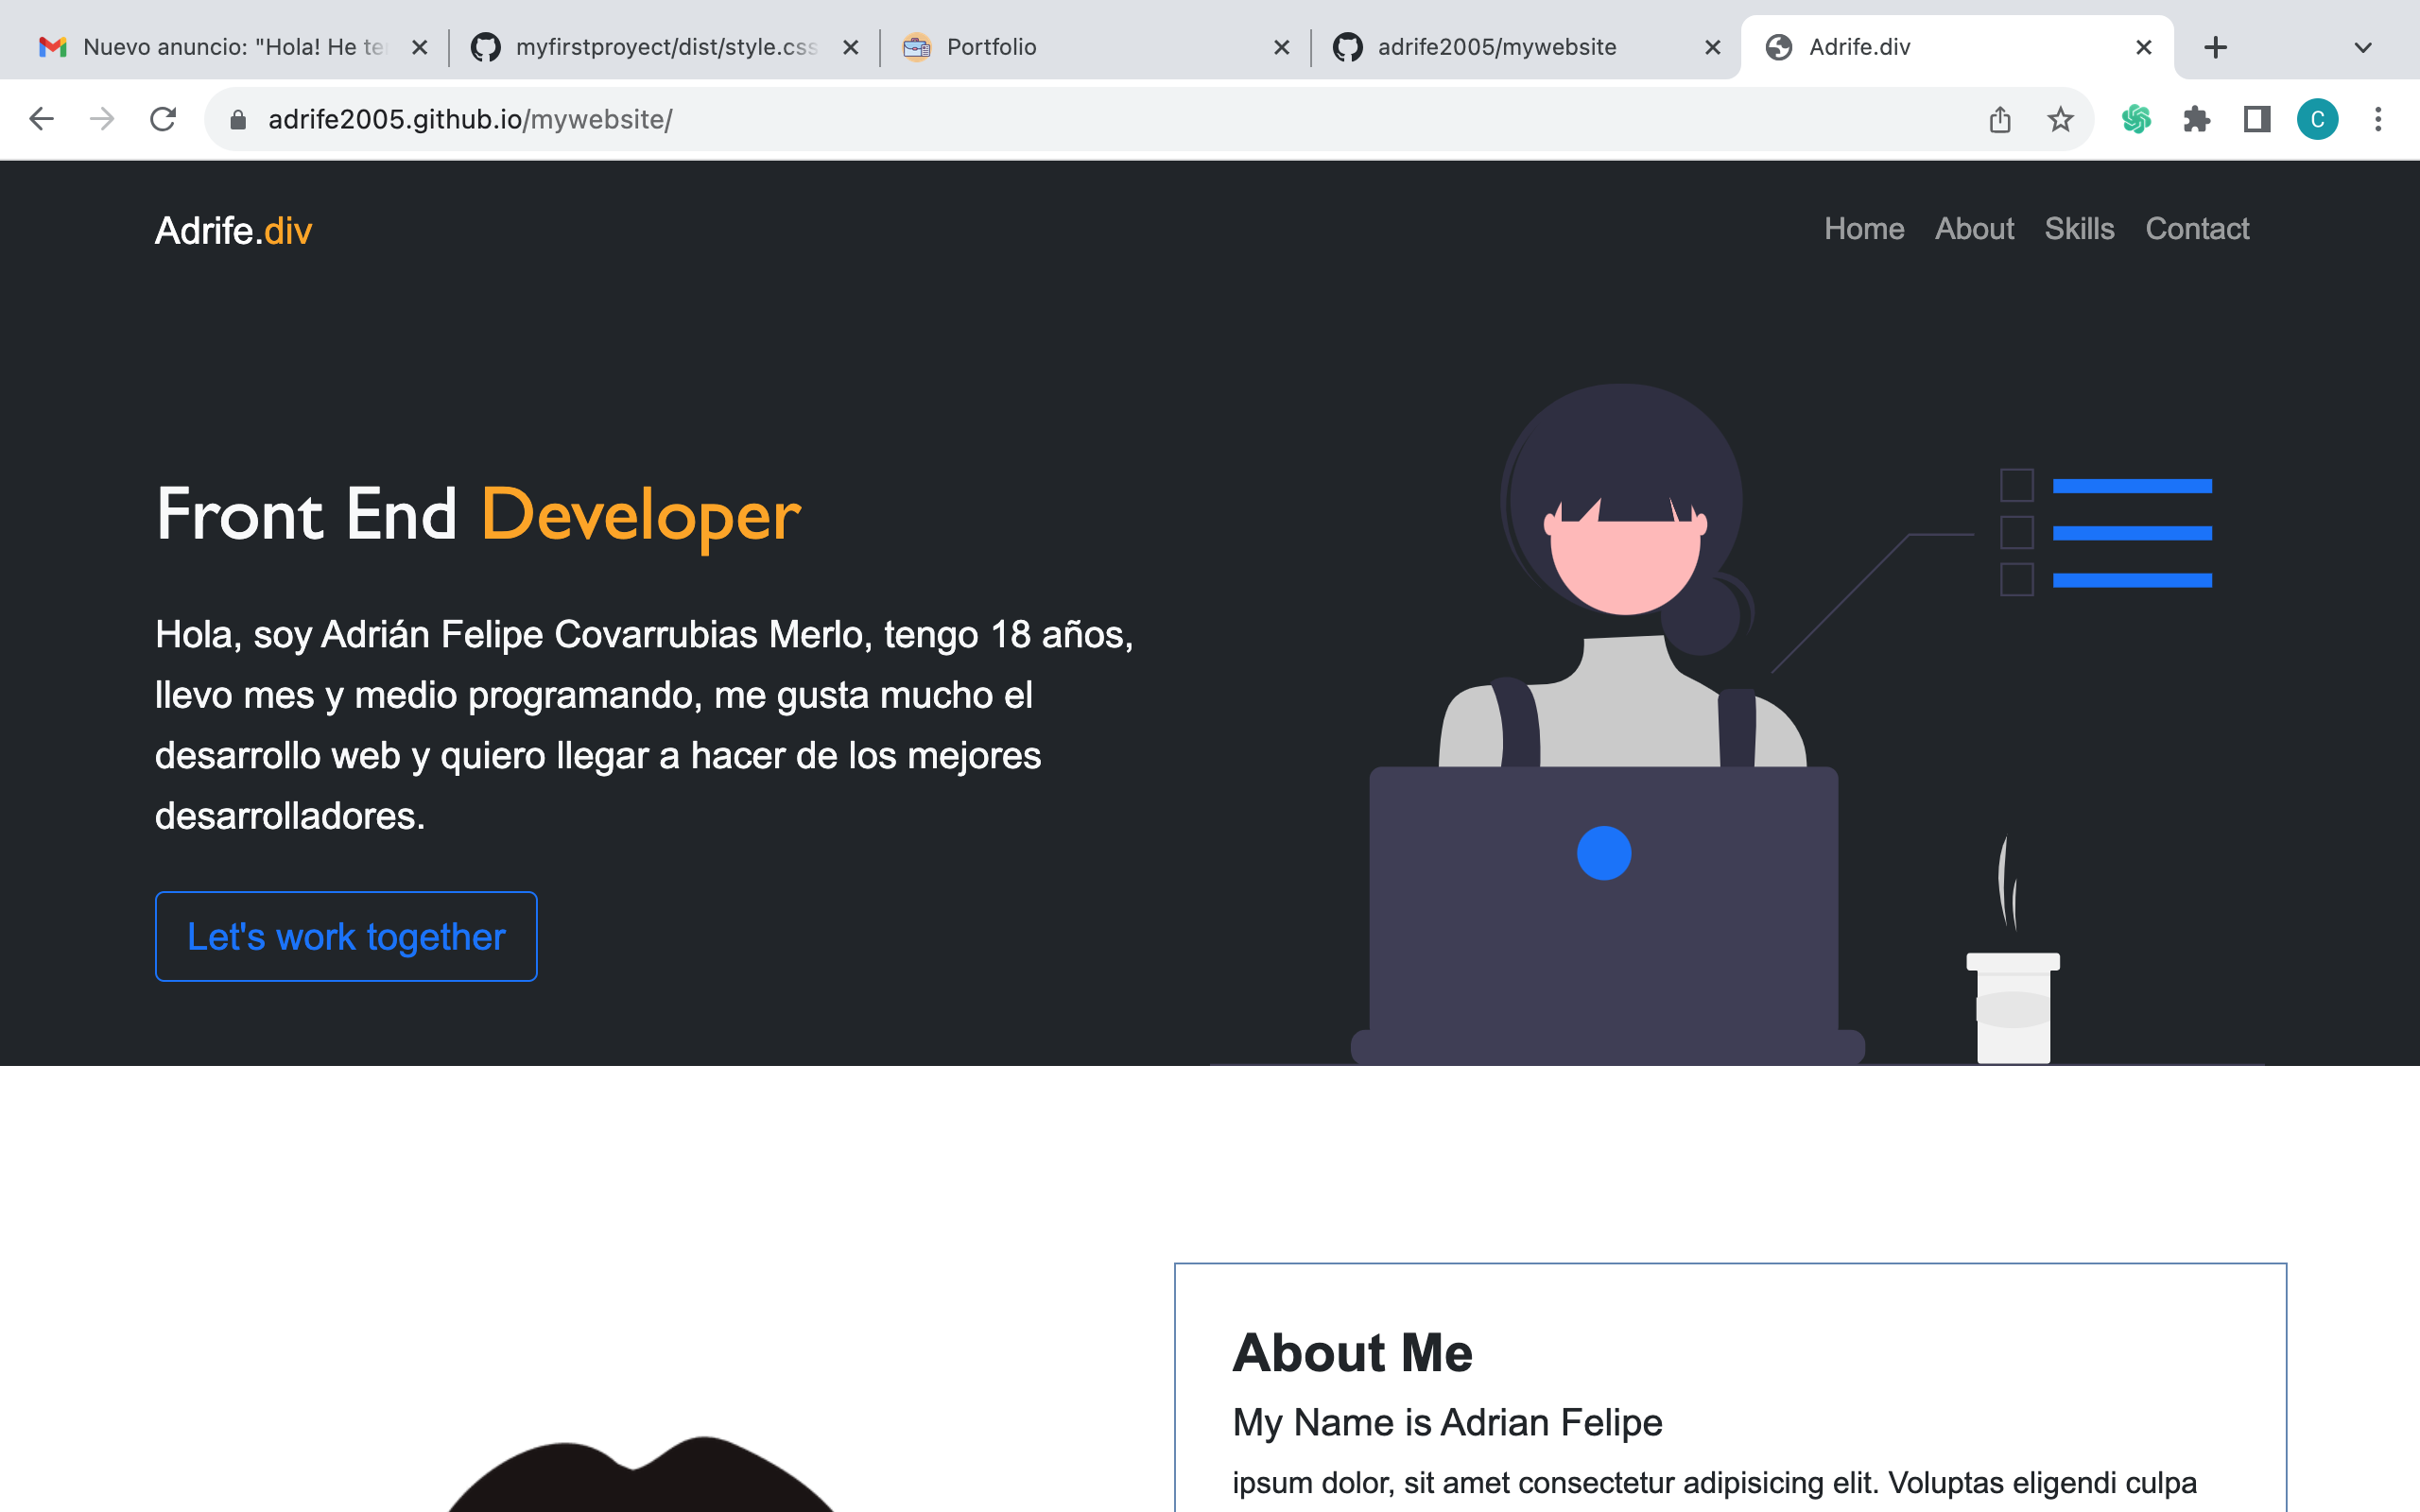 Nuevo anuncio: "Hola! He te
myfirstproyect/dist/style.css
Portfolio
adrife2005/mywebsite
Adrife.div
adrife2005.github.io/mywebsite/
C
Adrife.div
Home About Skills Contact
Front End Developer
Hola, soy Adrián Felipe Covarrubias Merlo, tengo 18 años,
llevo mes y medio programando, me gusta mucho el
desarrollo web y quiero llegar a hacer de los mejores
desarrolladores.
Let's work together
About Me
My Name is Adrian Felipe
ipsum dolor, sit amet consectetur adipisicing elit. Voluptas eligendi culpa